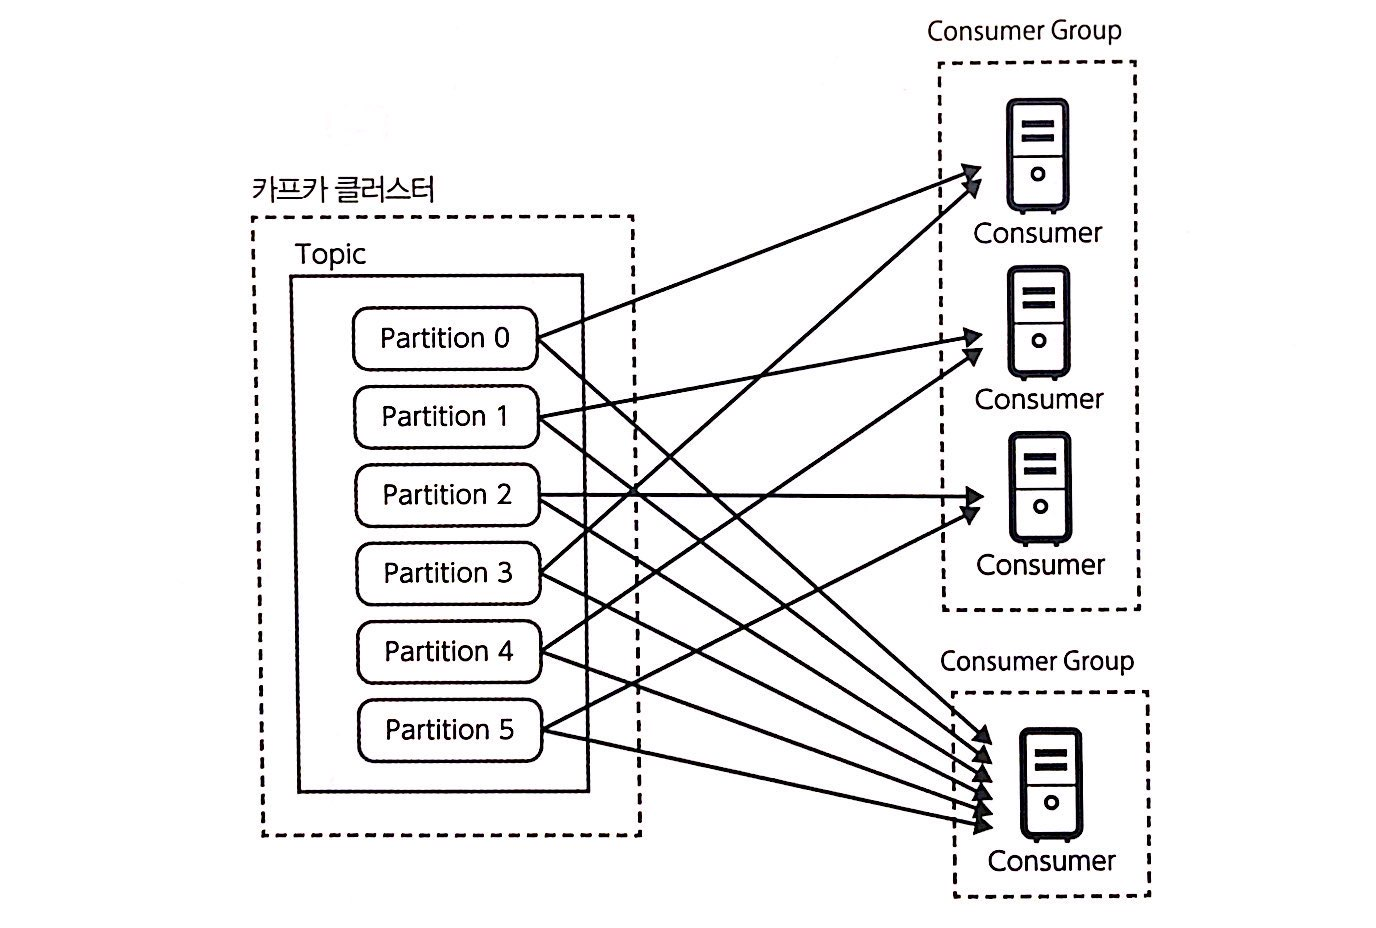 카프카 클러스터
Topic
Partition 0
Partition 1
Partition 2
Partition 3
Partition 4
Partition 5
Consumer Group
Consumer
Consumer
Consumer
Consumer Group
Consumer